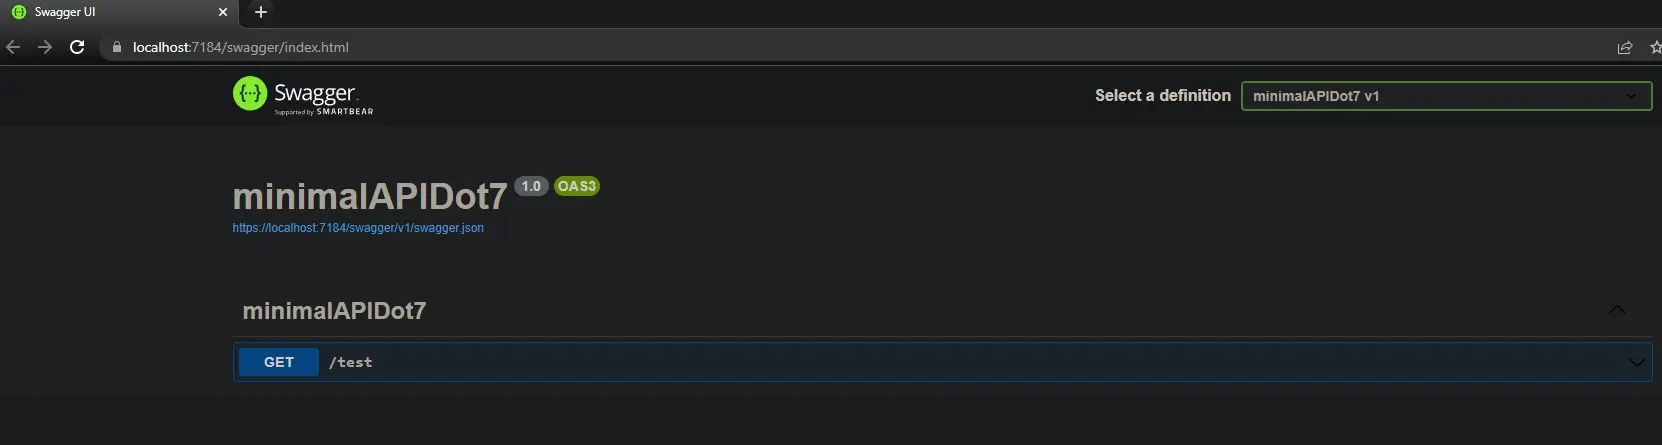 Swagger UI
localhost:7184/swagger/index.html
{···} Swagger™
Supported by SMARTBEAR
Select a definition
minimalAPIDot7 v1
minimalAPIDot7 1.0 OAS3
https://localhost:7184/swagger/v1/swagger.json
minimalAPIDot7
GET /test